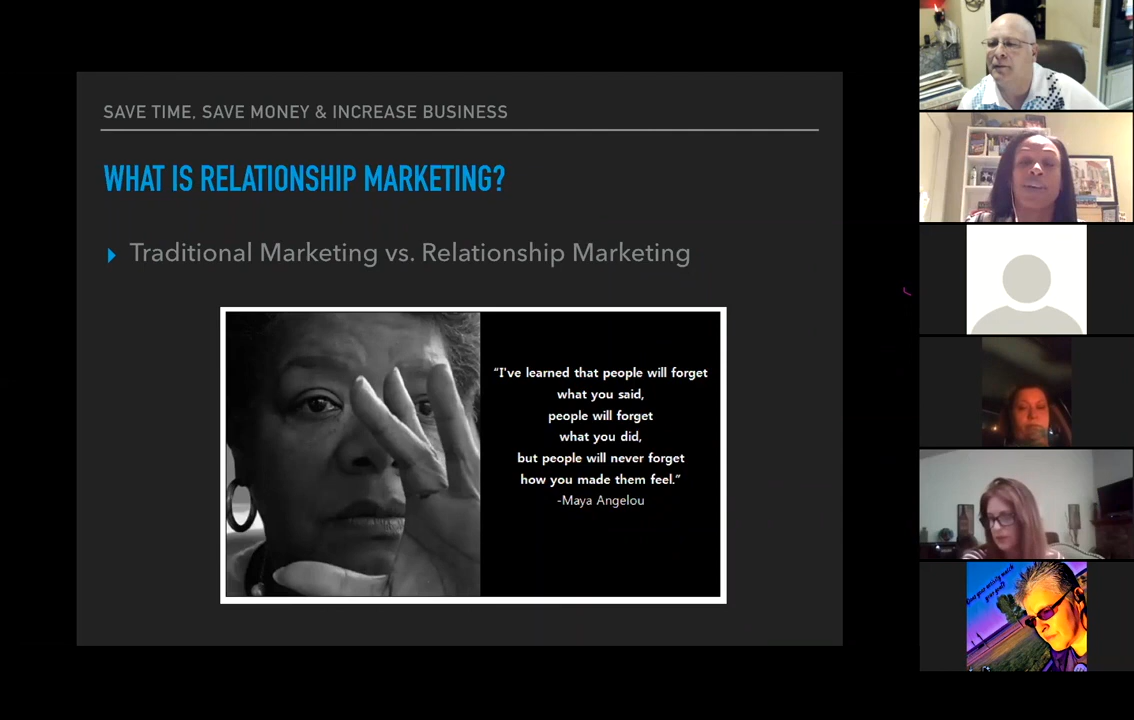 SAVE TIME, SAVE MONEY & INCREASE BUSINESS
WHAT IS RELATIONSHIP MARKETING?
Traditional Marketing vs. Relationship Marketing
“I've learned that people will forget
what you said,
people will forget
what you did,
but people will never forget
how you made them feel.”
-Maya Angelou